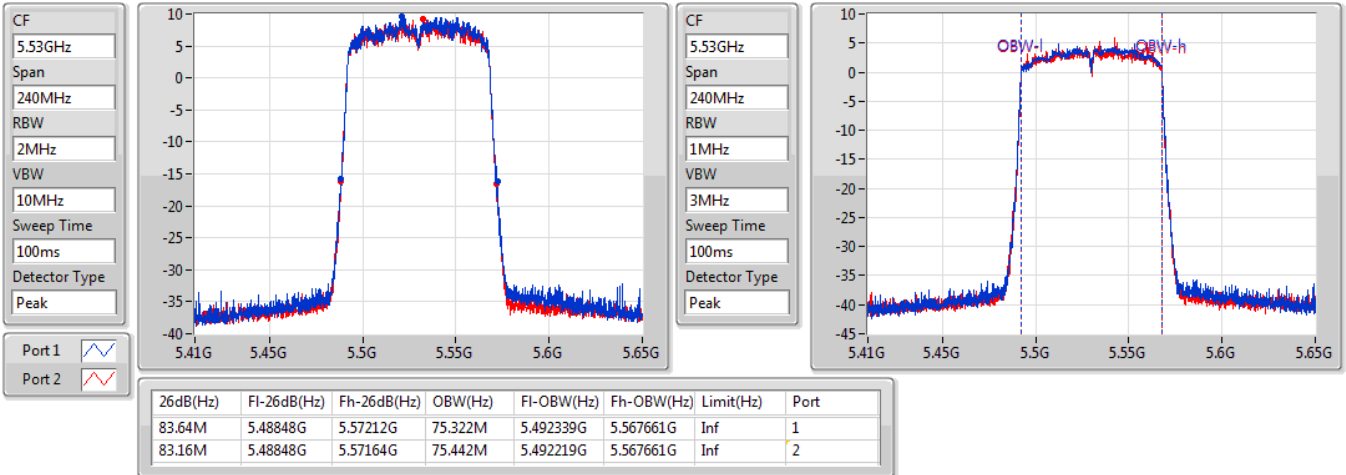 CF
5.53GHz
Span
240MHz
RBW
2MHz
VBW
10MHz
Sweep Time
100ms
Detector Type
Peak
Port 1
Port 2
10
5
0
-5
-10
-15
-20
-25
-30
-35
-40
5.41G 5.45G 5.5G 5.55G 5.6G 5.65G
CF
5.53GHz
Span
240MHz
RBW
1MHz
VBW
3MHz
Sweep Time
100ms
Detector Type
Peak
10
5
0
-5
-10
-15
-20
-25
-30
-35
-40
-45
OBW-l OBW-h
5.41G 5.45G 5.5G 5.55G 5.6G 5.65G
26dB(Hz) Fl-26dB(Hz) Fh-26dB(Hz) OBW(Hz) Fl-OBW(Hz) Fh-OBW(Hz) Limit(Hz) Port
83.64M 5.48848G 5.57212G 75.322M 5.492339G 5.567661G Inf 1
83.16M 5.48848G 5.57164G 75.442M 5.492219G 5.567661G Inf 2